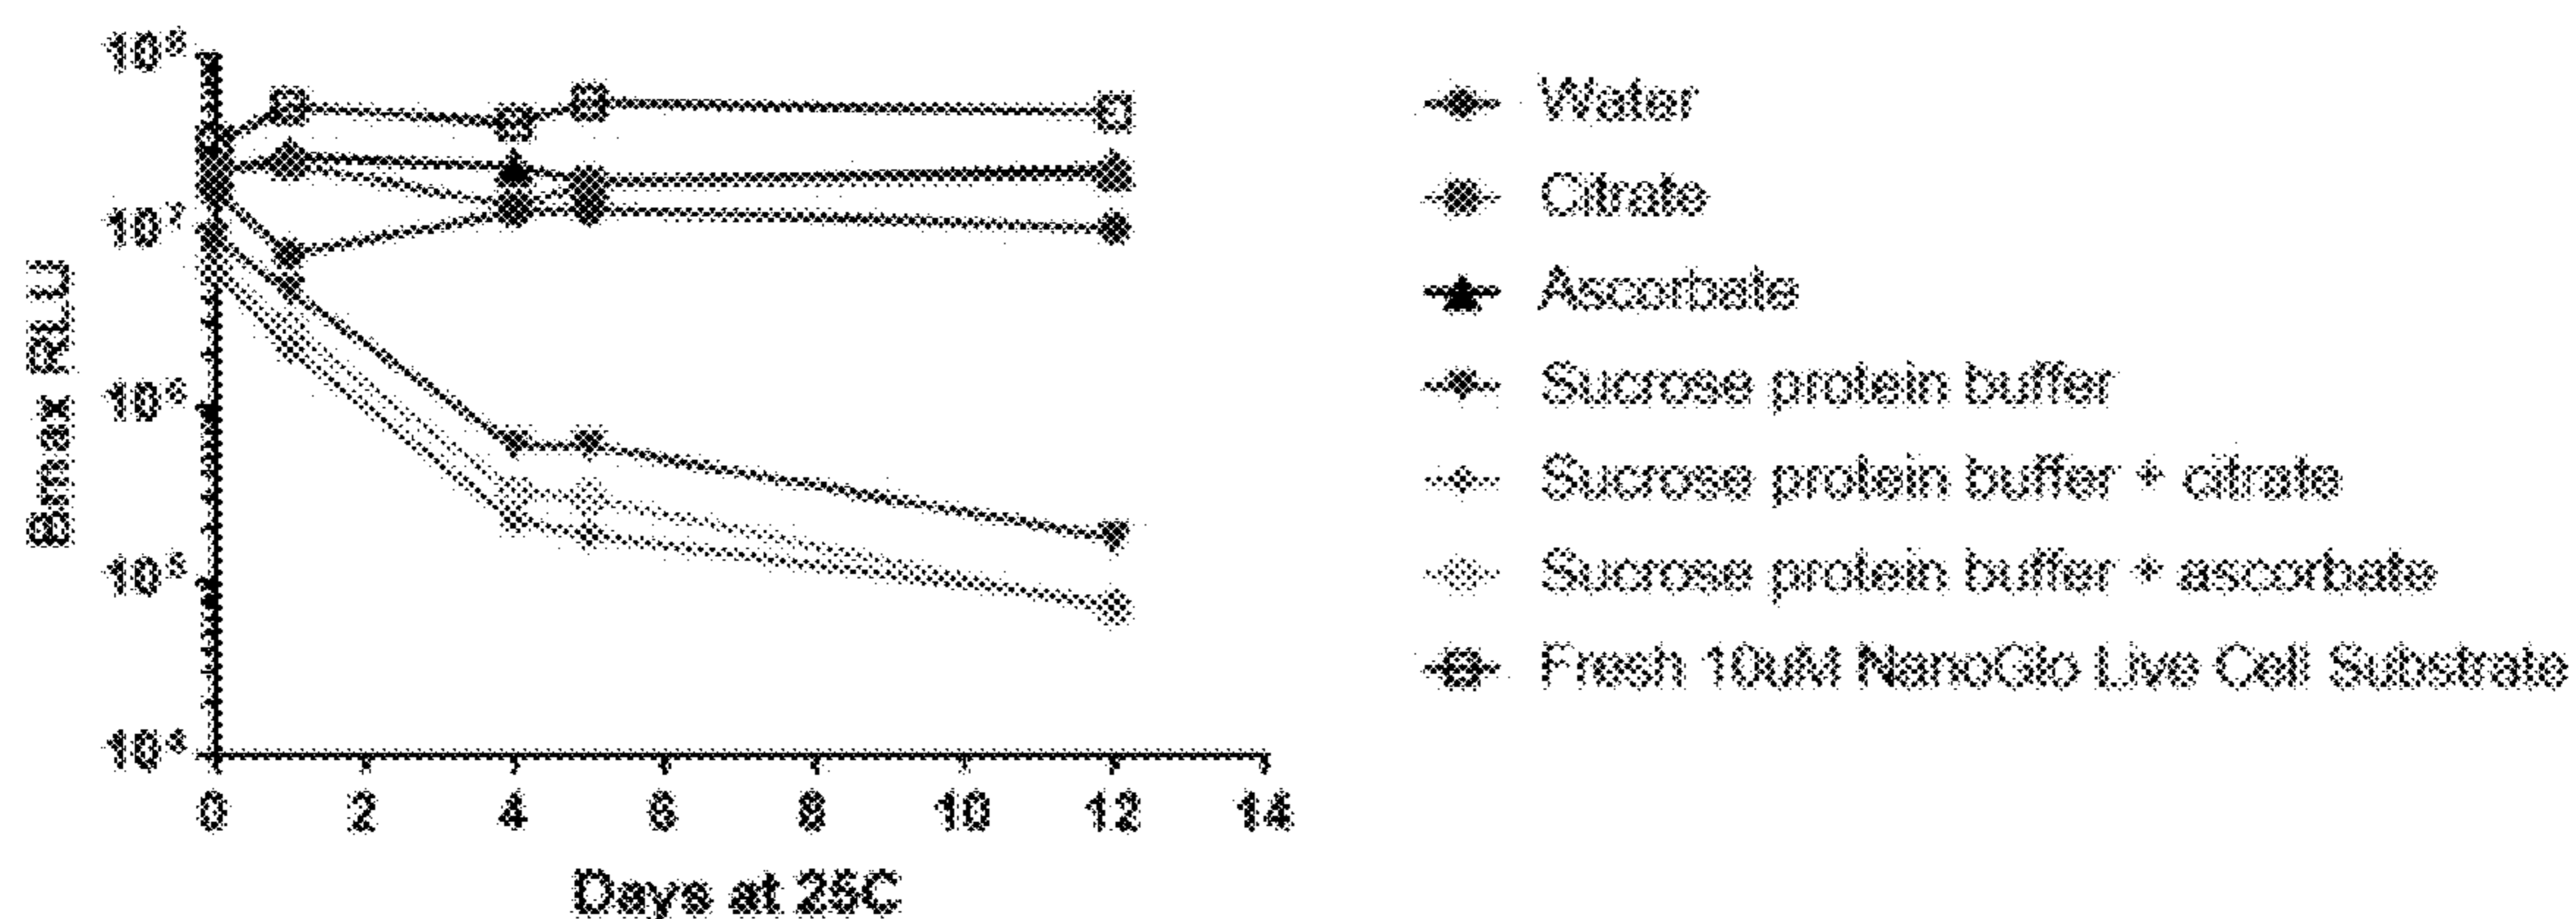 10⁸
10⁷
10⁶
10⁵
10⁴
Bmax RLU
0 2 4 6 8 10 12 14
Days at 25C
Water
Citrate
Ascorbate
Sucrose protein buffer
Sucrose protein buffer + citrate
Sucrose protein buffer + ascorbate
Fresh 10uM NanoGlo Live Cell Substrate